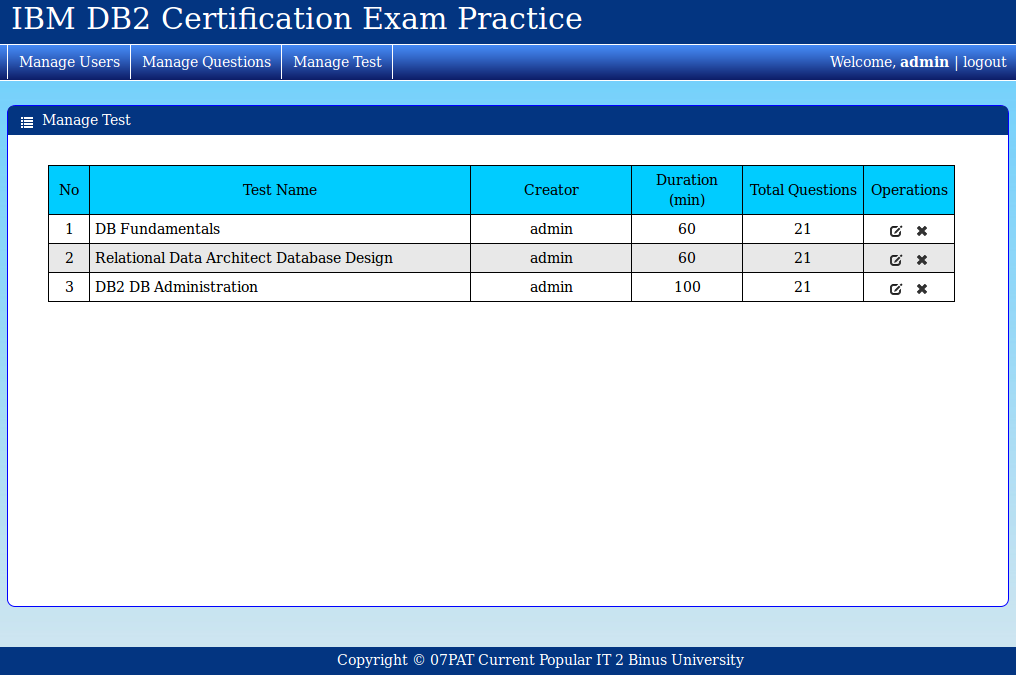 IBM DB2 Certification Exam Practice
Manage Users Manage Questions Manage Test Welcome, admin | logout
Manage Test
No Test Name Creator Duration (min) Total Questions Operations
1 DB Fundamentals admin 60 21
2 Relational Data Architect Database Design admin 60 21
3 DB2 DB Administration admin 100 21
Copyright © 07PAT Current Popular IT 2 Binus University